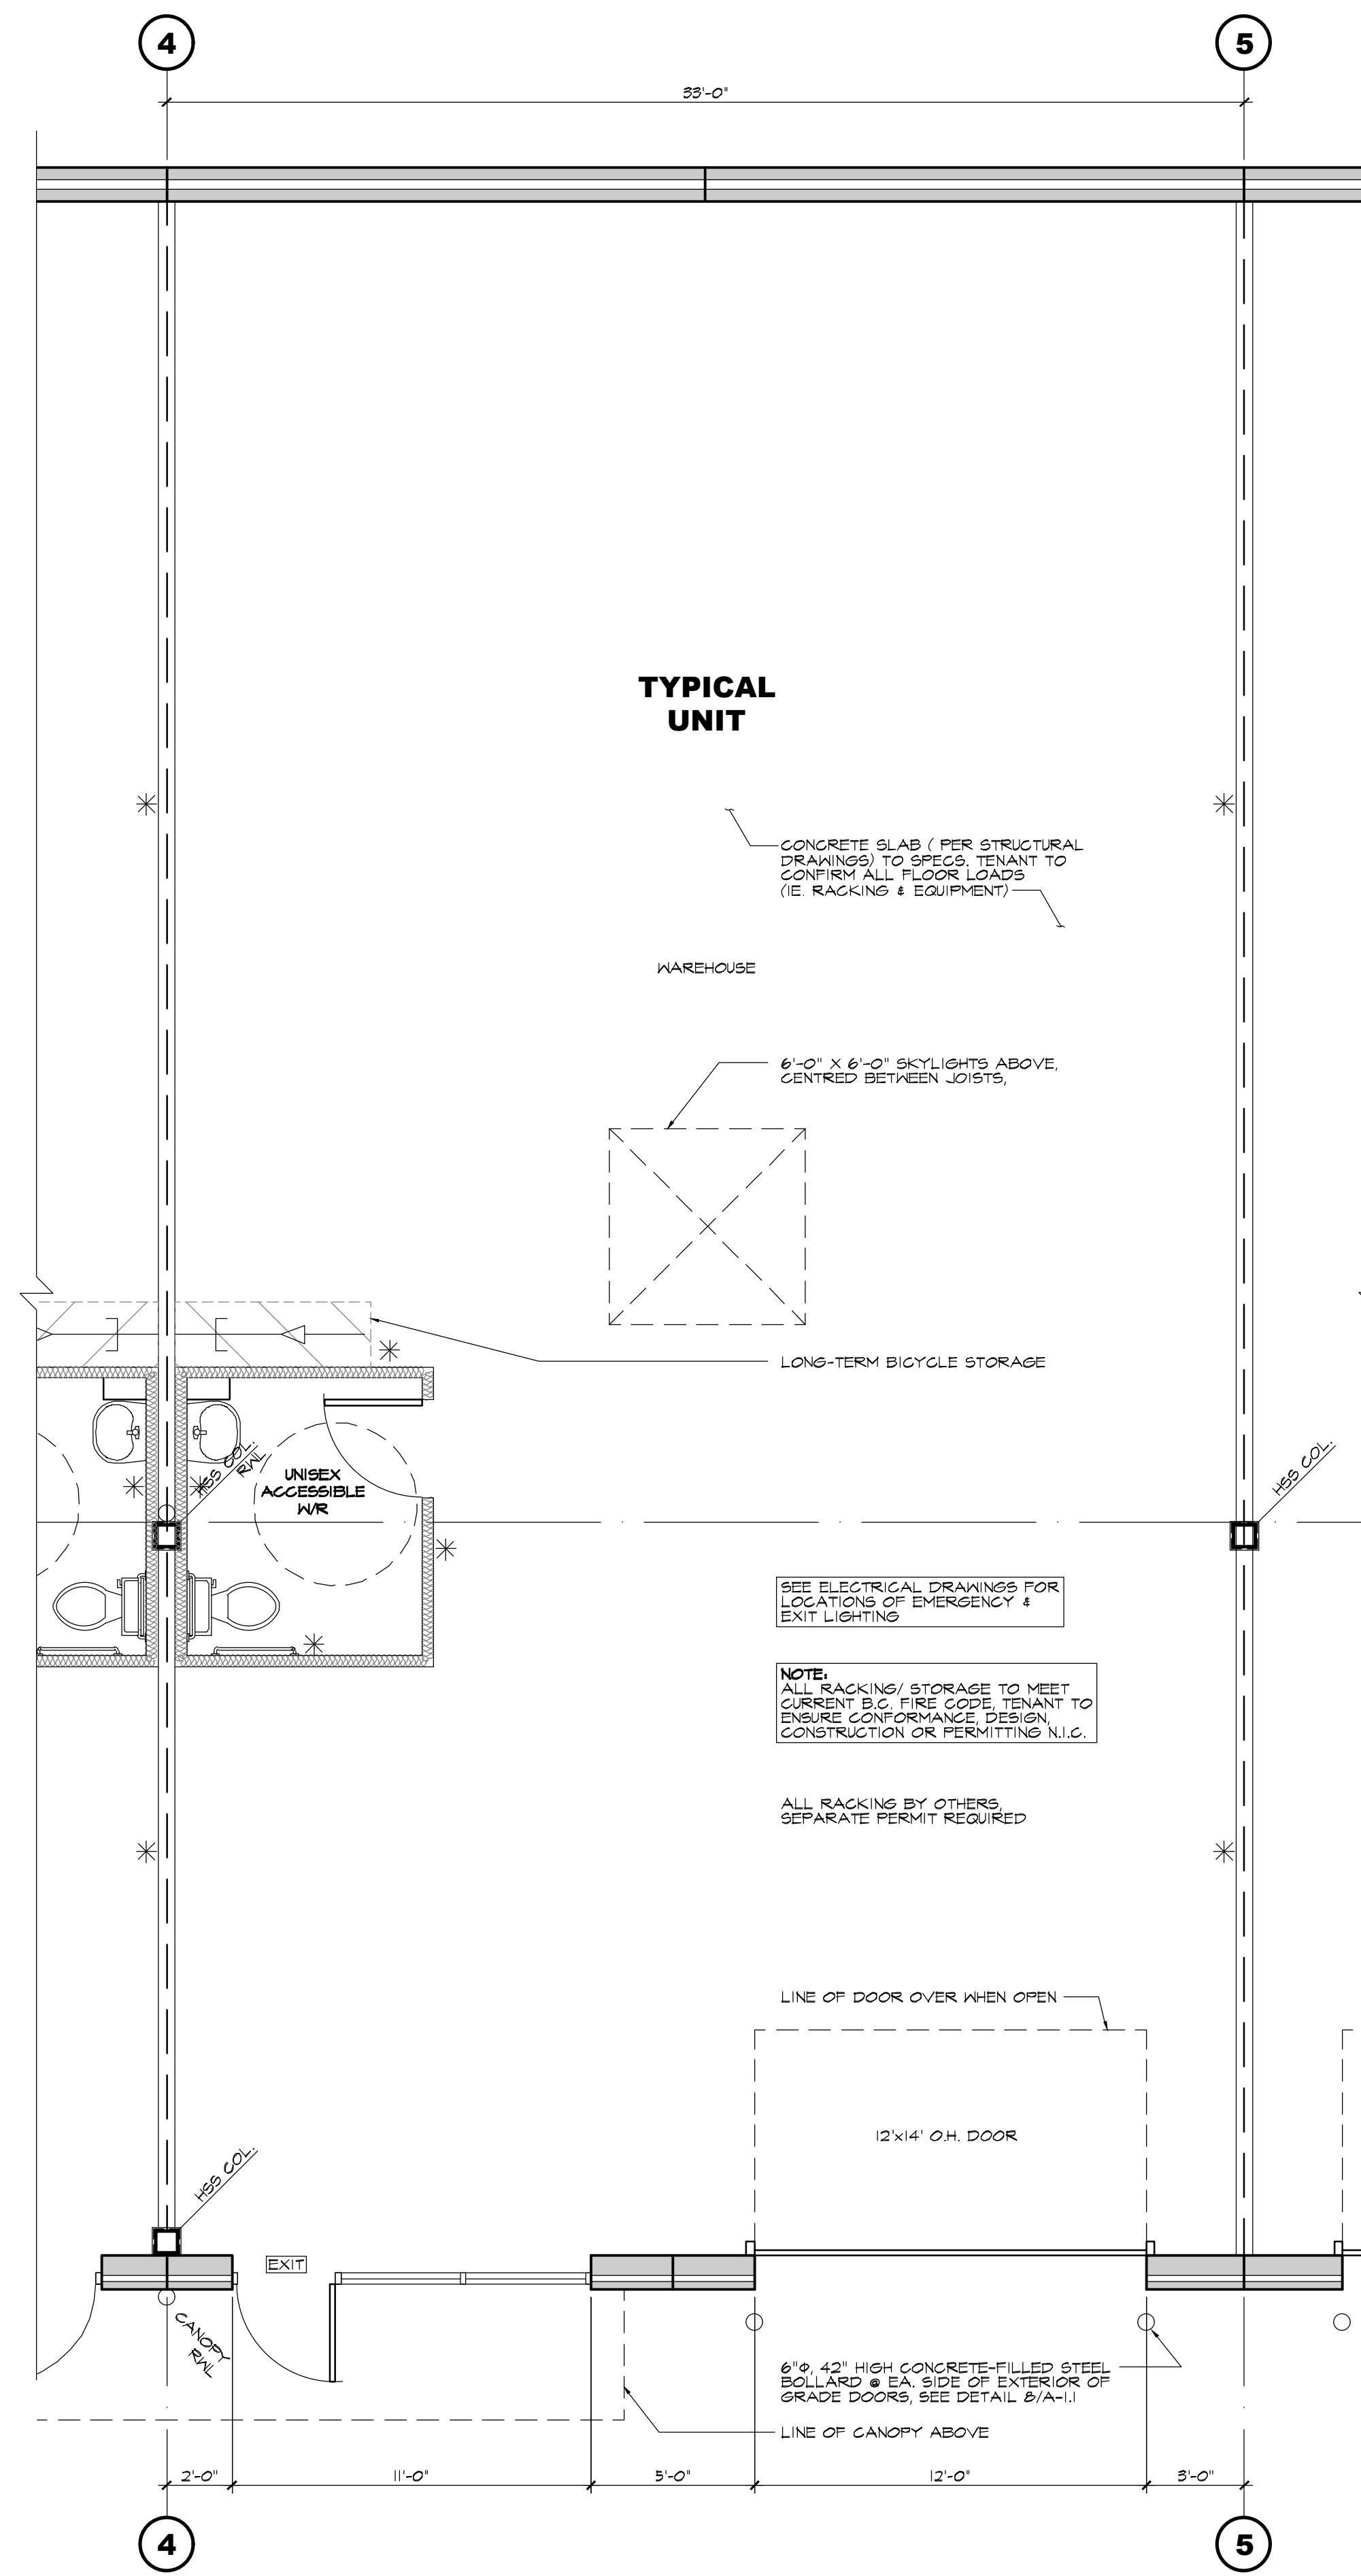 4
5
33'-0"
TYPICAL
UNIT
CONCRETE SLAB ( PER STRUCTURAL
DRAWINGS) TO SPECS. TENANT TO
CONFIRM ALL FLOOR LOADS
(IE. RACKING & EQUIPMENT)
WAREHOUSE
6'-0" X 6'-0" SKYLIGHTS ABOVE,
CENTRED BETWEEN JOISTS,
LONG-TERM BICYCLE STORAGE
HSS COL.
RWL
UNISEX
ACCESSIBLE
W/R
HSS COL.
SEE ELECTRICAL DRAWINGS FOR
LOCATIONS OF EMERGENCY &
EXIT LIGHTING
NOTE:
ALL RACKING/ STORAGE TO MEET
CURRENT B.C. FIRE CODE, TENANT TO
ENSURE CONFORMANCE, DESIGN,
CONSTRUCTION OR PERMITTING N.I.C.
ALL RACKING BY OTHERS,
SEPARATE PERMIT REQUIRED
LINE OF DOOR OVER WHEN OPEN
12'x14' O.H. DOOR
HSS COL.
EXIT
CANOPY
RWL
6"Φ, 42" HIGH CONCRETE-FILLED STEEL
BOLLARD @ EA. SIDE OF EXTERIOR OF
GRADE DOORS, SEE DETAIL 8/A-1.1
LINE OF CANOPY ABOVE
2'-0"
11'-0"
5'-0"
12'-0"
3'-0"
4
5